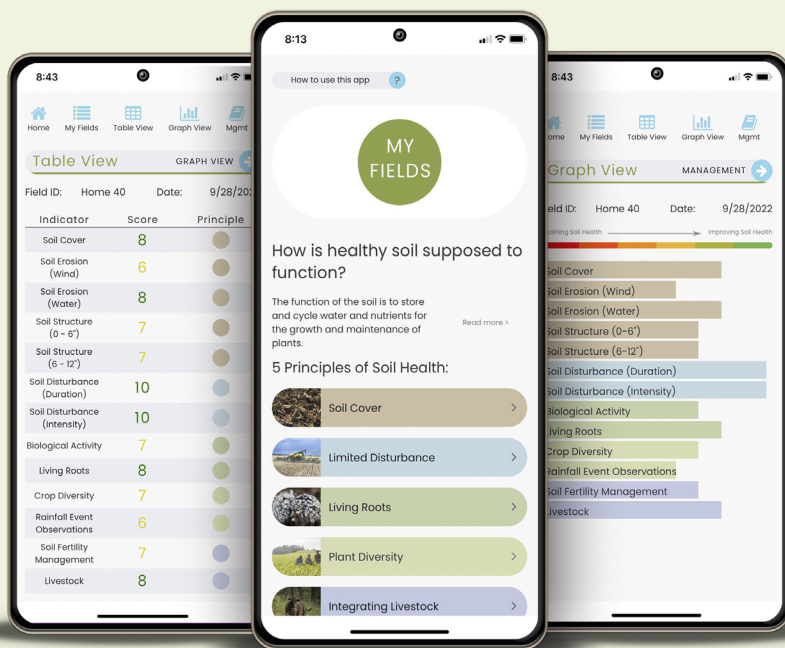 8:43
Home My Fields Table View Graph View Mgmt
Table View GRAPH VIEW
Field ID: Home 40 Date: 9/28/202
Indicator Score Principle
Soil Cover 8
Soil Erosion
(Wind) 6
Soil Erosion
(Water) 8
Soil Structure
(0 - 6") 7
Soil Structure
(6 - 12") 7
Soil Disturbance
(Duration) 10
Soil Disturbance
(Intensity) 10
Biological Activity 7
Living Roots 8
Crop Diversity 7
Rainfall Event
Observations 6
Soil Fertility
Management 7
Livestock 8
8:13
How to use this app ?
MY
FIELDS
How is healthy soil supposed to
function?
The function of the soil is to store
and cycle water and nutrients for
the growth and maintenance of
plants.
Read more >
5 Principles of Soil Health:
Soil Cover
Limited Disturbance
Living Roots
Plant Diversity
Integrating Livestock
8:43
ome My Fields Table View Graph View Mgmt
Graph View MANAGEMENT
eld ID: Home 40 Date: 9/28/2022
clining Soil Health Improving Soil Health
Soil Cover
Soil Erosion (Wind)
Soil Erosion (Water)
Soil Structure (0-6")
Soil Structure (6-12")
Soil Disturbance (Duration)
Soil Disturbance (Intensity)
Biological Activity
Living Roots
Crop Diversity
Rainfall Event Observations
Soil Fertility Management
Livestock